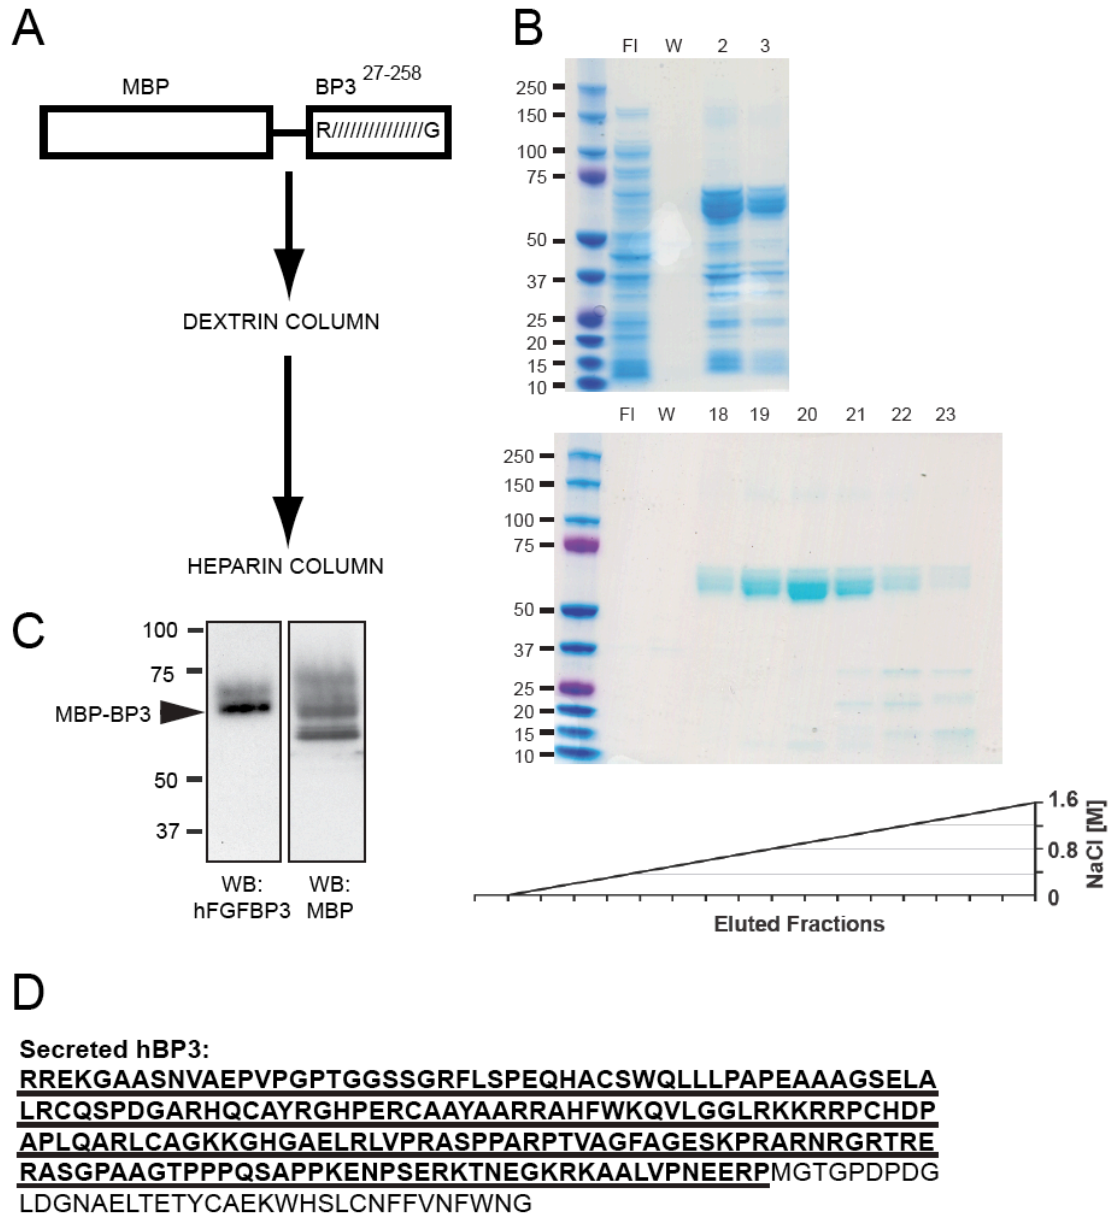 A
MBP
BP3 27-258
R///////////////G
DEXTRIN COLUMN
HEPARIN COLUMN
B
FI W 2 3
250
150
100
75
50
37
25
20
15
10
FI W 18 19 20 21 22 23
250
150
100
75
50
37
25
20
15
10
1.6
0.8
0
NaCl [M]
Eluted Fractions
C
100
75
MBP-BP3
50
37
WB:
hFGFBP3
WB:
MBP
D
Secreted hBP3:
RREKGAASNVAEPVPGPTGGSSGRFLSPEQHACSWQLLLPAPEAAAGSELA
LRCQSPDGARHQCAYRGHPERCAAYAARRAHFWKQVLGGLRKKRRPCHDP
APLQARLCAGKKGHGAELRLVPRASPPARPTVAGFAGESKPRARNRGRTRE
RASGPAAGTPPPQSAPPKENPSERKTNEGKRKAALVPNEERPMGTGPDPDG
LDGNAELTETYCAEKWHSLCNFFVNFWNG